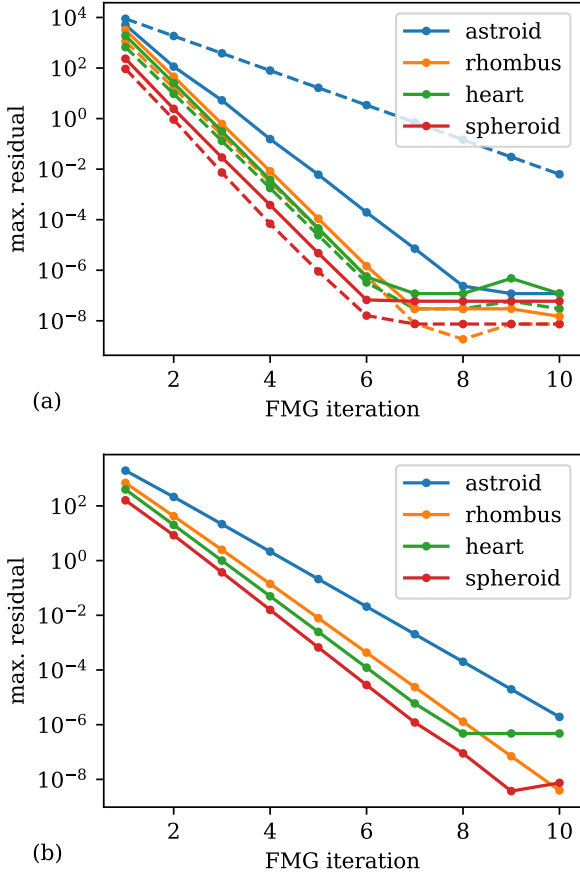 10^4
10^2
10^0
10^−2
10^−4
10^−6
10^−8
max. residual
astroid
rhombus
heart
spheroid
2 4 6 8 10
FMG iteration
(a)
10^2
10^0
10^−2
10^−4
10^−6
10^−8
max. residual
astroid
rhombus
heart
spheroid
2 4 6 8 10
FMG iteration
(b)